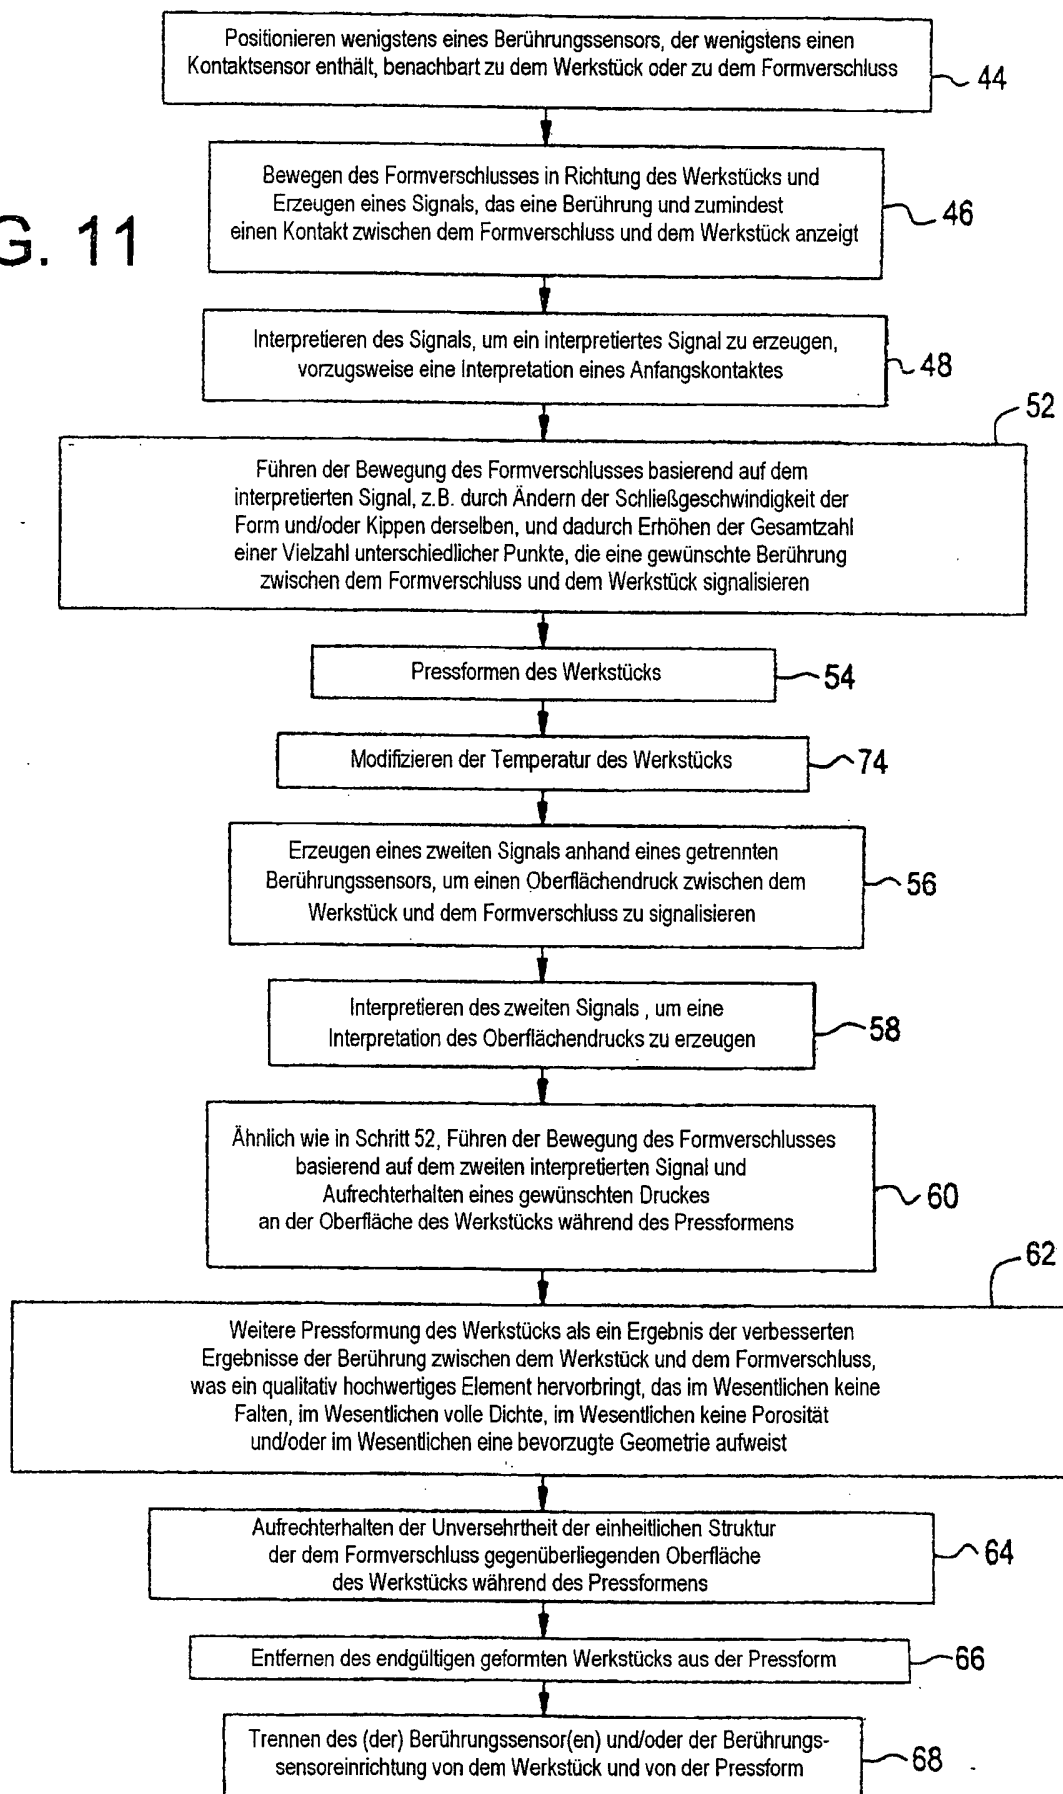 Positionieren wenigstens eines Berührungssensors, der wenigstens einen
Kontaktsensor enthält, benachbart zu dem Werkstück oder zu dem Formverschluss
44
Bewegen des Formverschlusses in Richtung des Werkstücks und
Erzeugen eines Signals, das eine Berührung und zumindest
einen Kontakt zwischen dem Formverschluss und dem Werkstück anzeigt
46
G. 11
Interpretieren des Signals, um ein interpretiertes Signal zu erzeugen,
vorzugsweise eine Interpretation eines Anfangskontaktes
48
52
Führen der Bewegung des Formverschlusses basierend auf dem
interpretierten Signal, z.B. durch Ändern der Schließgeschwindigkeit der
Form und/oder Kippen derselben, und dadurch Erhöhen der Gesamtzahl
einer Vielzahl unterschiedlicher Punkte, die eine gewünschte Berührung
zwischen dem Formverschluss und dem Werkstück signalisieren
Pressformen des Werkstücks
54
Modifizieren der Temperatur des Werkstücks
74
Erzeugen eines zweiten Signals anhand eines getrennten
Berührungssensors, um einen Oberflächendruck zwischen dem
Werkstück und dem Formverschluss zu signalisieren
56
Interpretieren des zweiten Signals , um eine
Interpretation des Oberflächendrucks zu erzeugen
58
Ähnlich wie in Schritt 52, Führen der Bewegung des Formverschlusses
basierend auf dem zweiten interpretierten Signal und
Aufrechterhalten eines gewünschten Druckes
an der Oberfläche des Werkstücks während des Pressformens
60
62
Weitere Pressformung des Werkstücks als ein Ergebnis der verbesserten
Ergebnisse der Berührung zwischen dem Werkstück und dem Formverschluss,
was ein qualitativ hochwertiges Element hervorbringt, das im Wesentlichen keine
Falten, im Wesentlichen volle Dichte, im Wesentlichen keine Porosität
und/oder im Wesentlichen eine bevorzugte Geometrie aufweist
Aufrechterhalten der Unversehrtheit der einheitlichen Struktur
der dem Formverschluss gegenüberliegenden Oberfläche
des Werkstücks während des Pressformens
64
Entfernen des endgültigen geformten Werkstücks aus der Pressform
66
Trennen des (der) Berührungssensor(en) und/oder der Berührungs-
sensoreinrichtung von dem Werkstück und von der Pressform
68